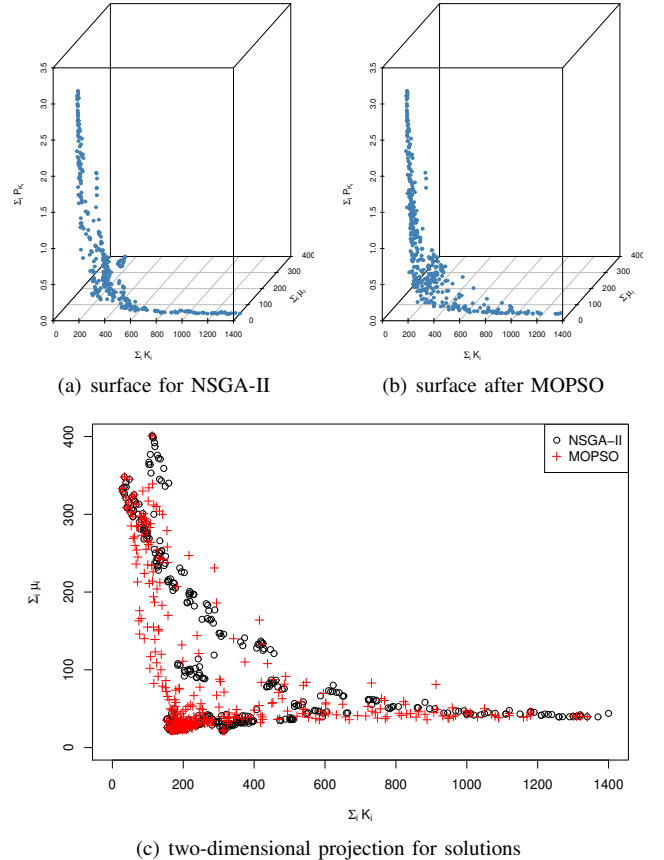 3.5
3.0
2.5
2.0
1.5
1.0
0.5
0.0
Σi PKi
0 200 400 600 800 1000 1200 1400
Σi Ki
0
100
200
300
400
Σi μi
(a) surface for NSGA-II
3.5
3.0
2.5
2.0
1.5
1.0
0.5
0.0
Σi PKi
0 200 400 600 800 1000 1200 1400
Σi Ki
0
100
200
300
400
Σi μi
(b) surface after MOPSO
400
300
200
100
0
Σi μi
NSGA-II
MOPSO
0 200 400 600 800 1000 1200 1400
Σi Ki
(c) two-dimensional projection for solutions